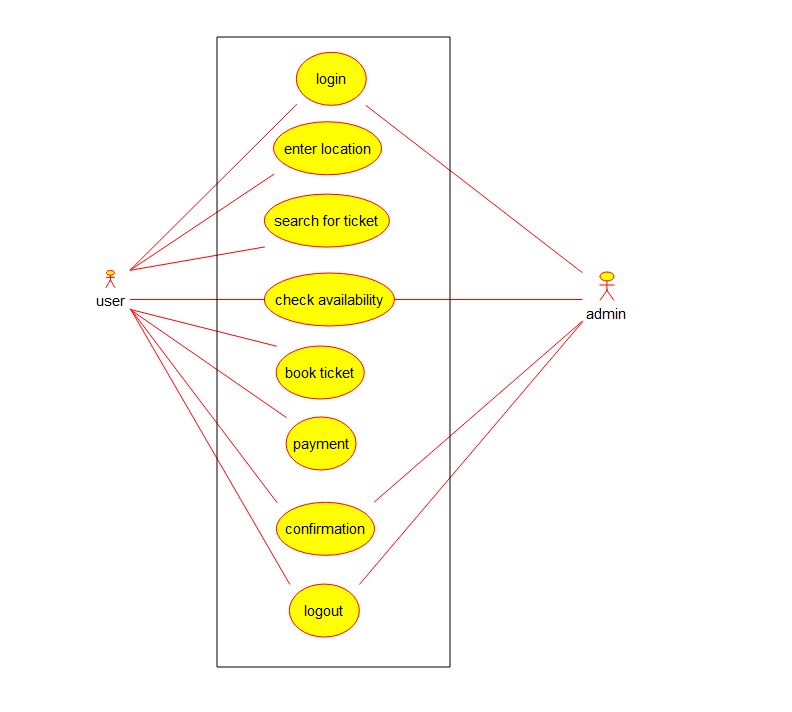 login
enter location
search for ticket
user
check availability
admin
book ticket
payment
confirmation
logout